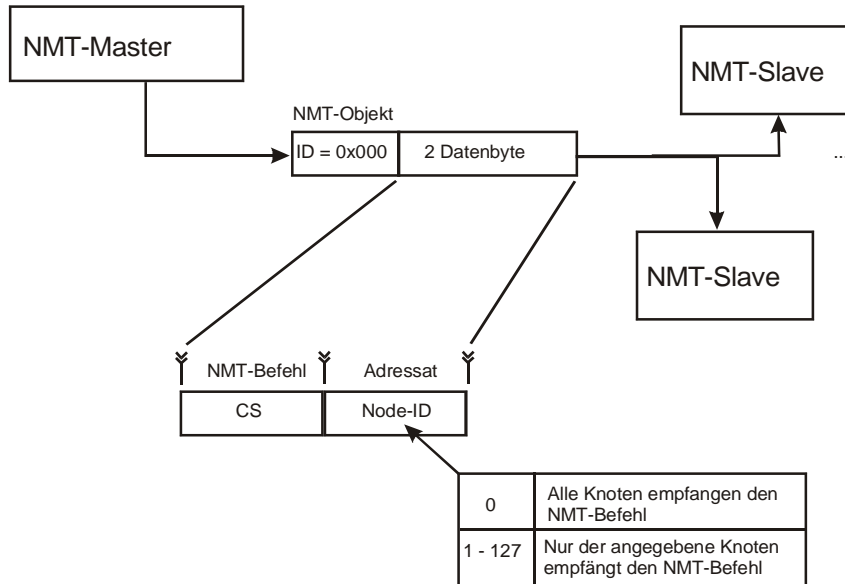 NMT-Master
NMT-Slave
NMT-Objekt
ID = 0x000
2 Datenbyte
...
NMT-Slave
NMT-Befehl
Adressat
CS
Node-ID
0
Alle Knoten empfangen den
NMT-Befehl
1 - 127
Nur der angegebene Knoten
empfängt den NMT-Befehl